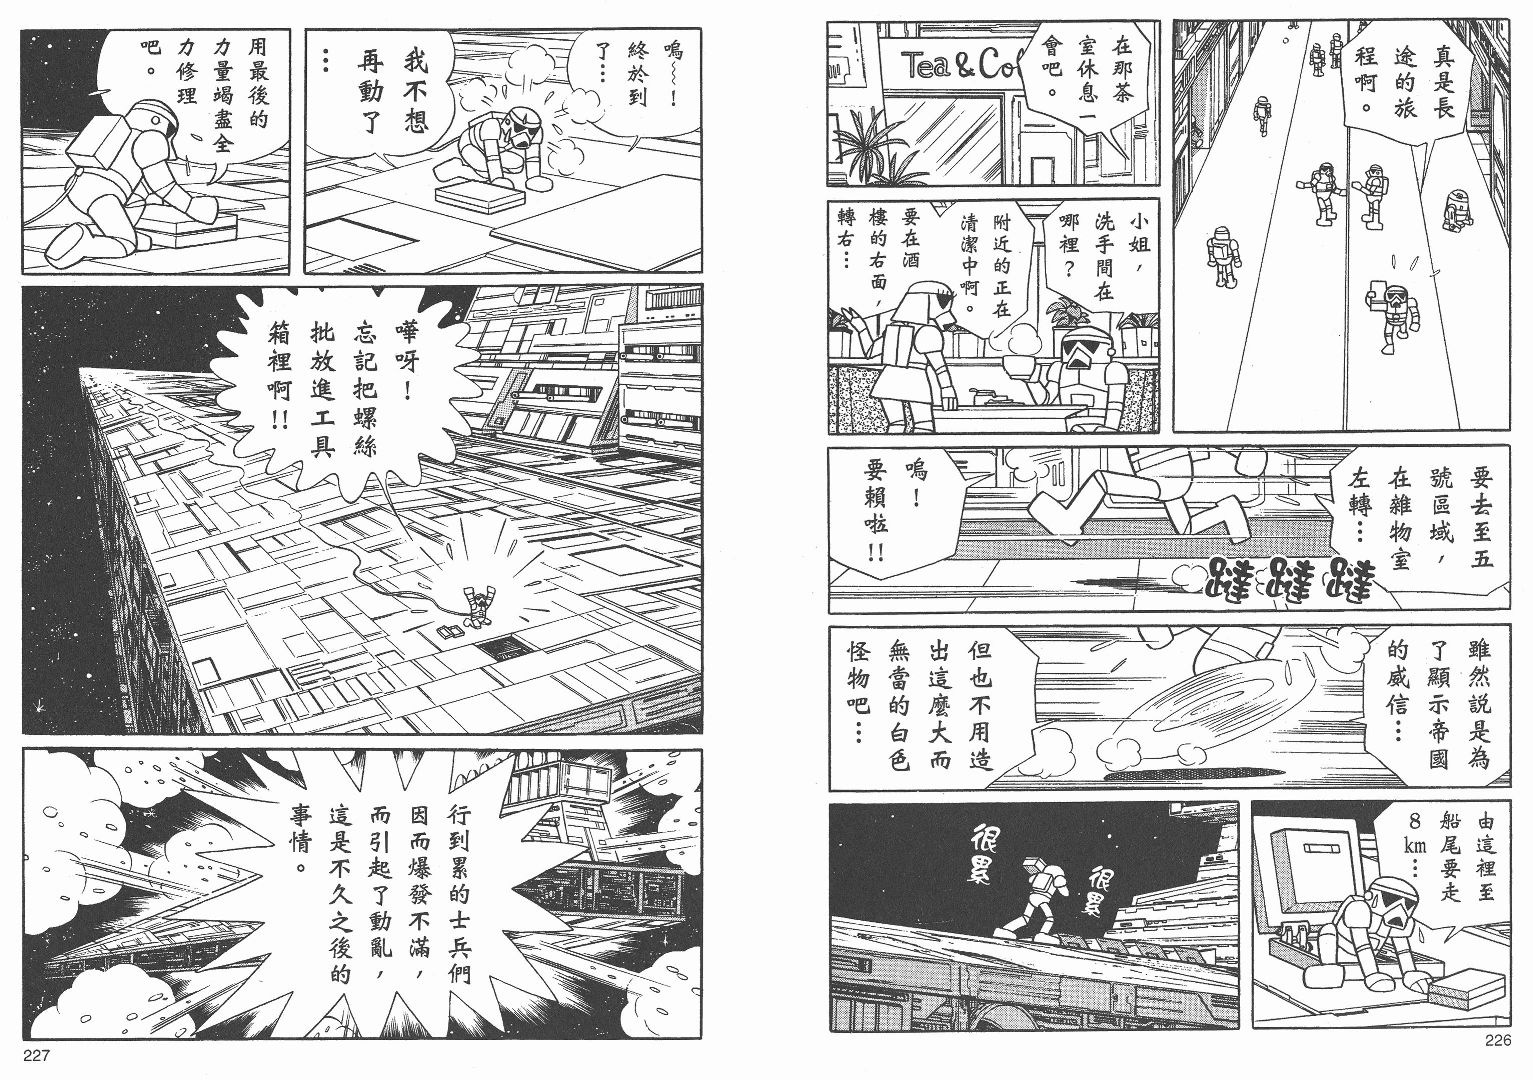 真是長
途的旅
程啊。
在那茶
室休息一
會吧。
Tea & Co
小姐，
洗手間在
哪裡？
附近的正在
清潔中啊。
要在酒
樓的右面，
轉右…
要去至五
號區域，
在雜物室
左轉…
躂躂躂
嗚！
要賴啦!!
雖然說是為
了顯示帝國
的威信…
但也不用造
出這麼大而
無當的白色
怪物吧…
由這裡至
船尾要走
8km…
很累
很累
226
嗚～！
終於到
了…
我不想
再動了
…
用最後的
力量竭盡全
力修理
吧。
嘩呀！
忘記把螺絲
批放進工具
箱裡啊!!
行到累的士兵們
因而爆發不滿，
而引起了動亂，
這是不久之後的
事情。
227